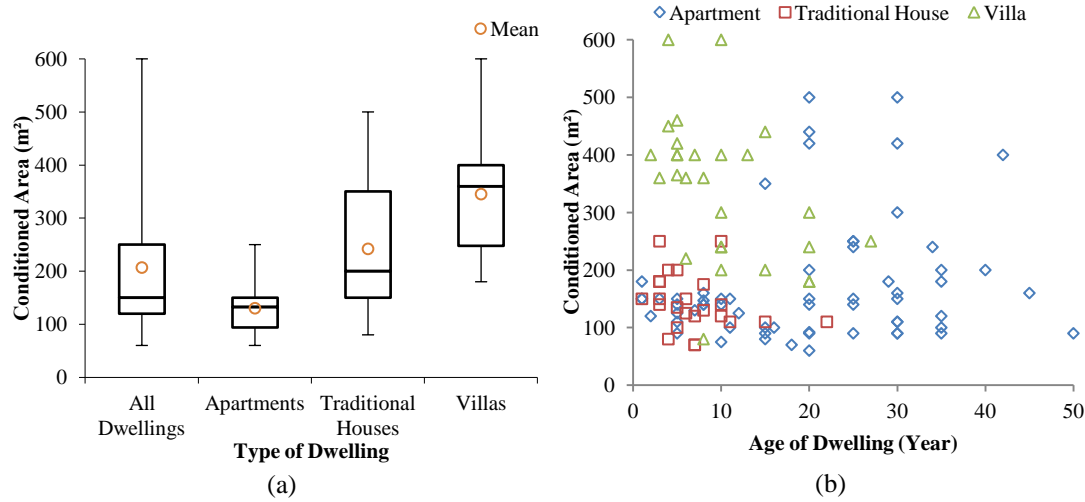 Mean
600
500
400
300
200
100
0
Conditioned Area (m²)
All Dwellings
Apartments
Traditional Houses
Villas
Type of Dwelling
(a)
Apartment
Traditional House
Villa
600
500
400
300
200
100
0
Conditioned Area (m²)
0
10
20
30
40
50
Age of Dwelling (Year)
(b)